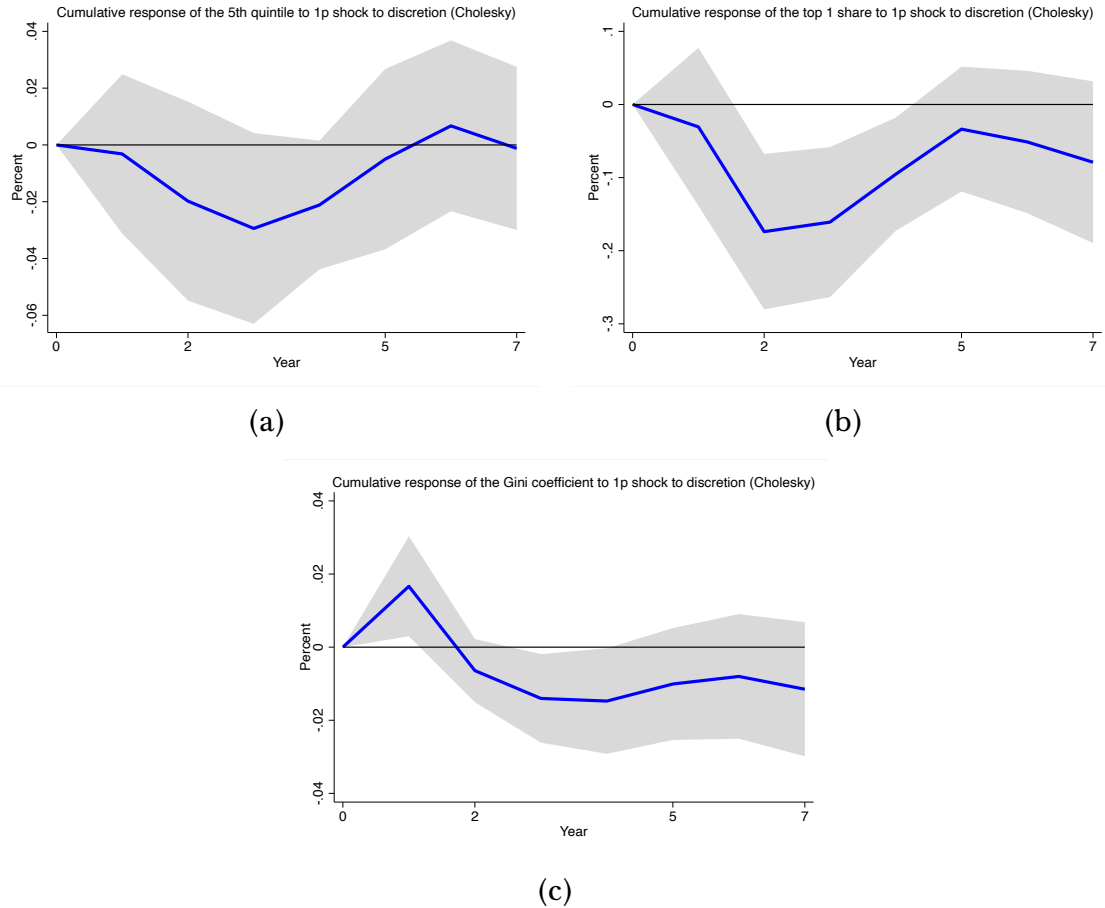 Cumulative response of the 5th quintile to 1p shock to discretion (Cholesky)
.04
.02
0
-.02
-.04
-.06
Percent
0 2 5 7
Year
(a)
Cumulative response of the top 1 share to 1p shock to discretion (Cholesky)
.1
0
-.1
-.2
-.3
Percent
0 2 5 7
Year
(b)
Cumulative response of the Gini coefficient to 1p shock to discretion (Cholesky)
.04
.02
0
-.02
-.04
Percent
0 2 5 7
Year
(c)